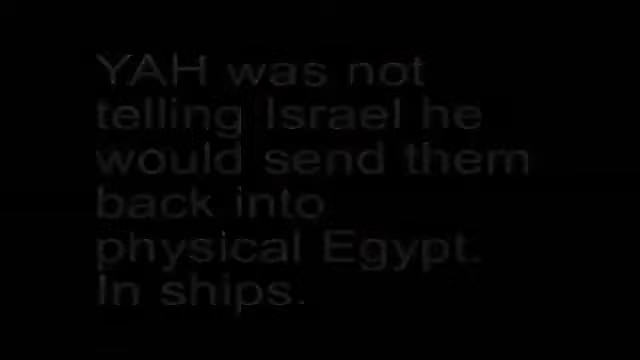 YAH was not
telling Israel he
would send them
back into
physical Egypt.
In ships.